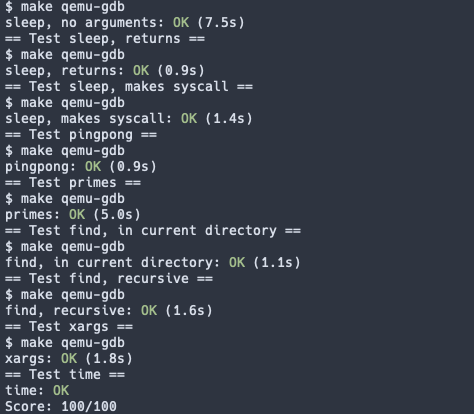 $ make qemu-gdb
sleep, no arguments: OK (7.5s)
== Test sleep, returns ==
$ make qemu-gdb
sleep, returns: OK (0.9s)
== Test sleep, makes syscall ==
$ make qemu-gdb
sleep, makes syscall: OK (1.4s)
== Test pingpong ==
$ make qemu-gdb
pingpong: OK (0.9s)
== Test primes ==
$ make qemu-gdb
primes: OK (5.0s)
== Test find, in current directory ==
$ make qemu-gdb
find, in current directory: OK (1.1s)
== Test find, recursive ==
$ make qemu-gdb
find, recursive: OK (1.6s)
== Test xargs ==
$ make qemu-gdb
xargs: OK (1.8s)
== Test time ==
time: OK
Score: 100/100